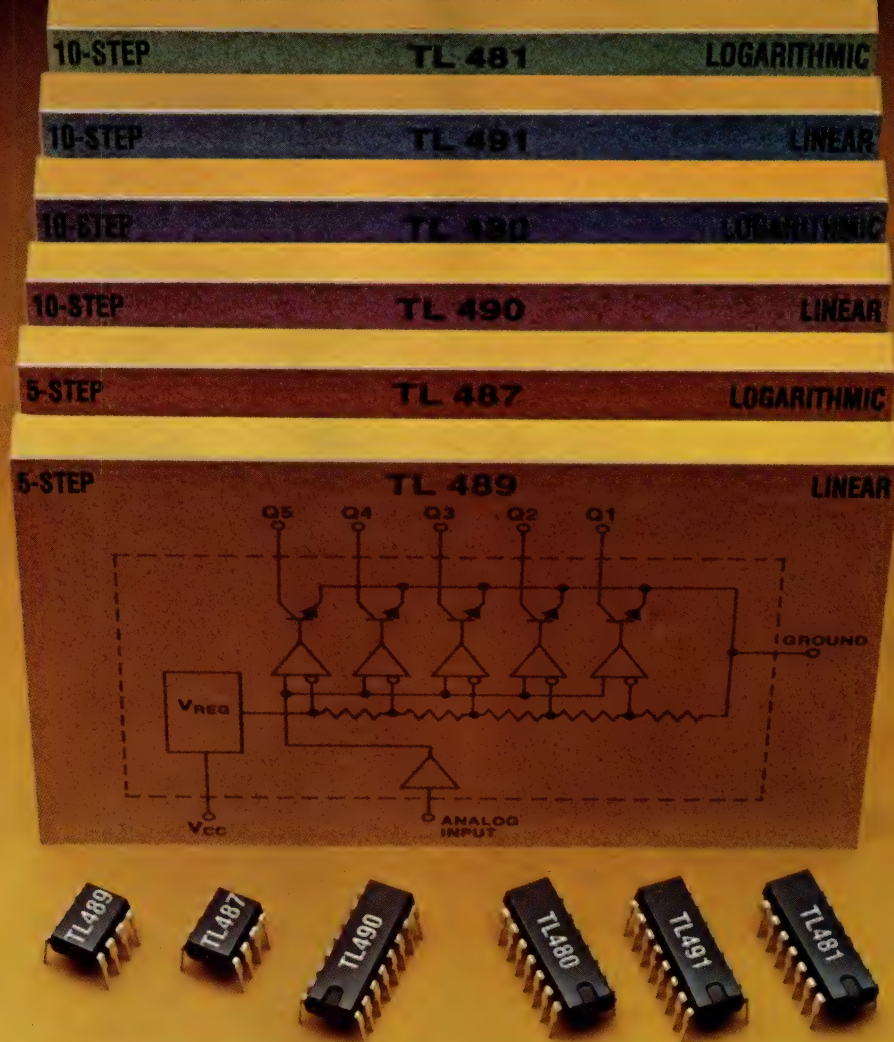 10-STEP TL 481 LOGARITHMIC
10-STEP TL 491 LINEAR
10-STEP TL 480 LOGARITHMIC
10-STEP TL 490 LINEAR
5-STEP TL 487 LOGARITHMIC
5-STEP TL 489 LINEAR
Q5 Q4 Q3 Q2 Q1
GROUND
VREG
VCC
ANALOG
INPUT
TL489 TL487 TL490 TL480 TL491 TL481